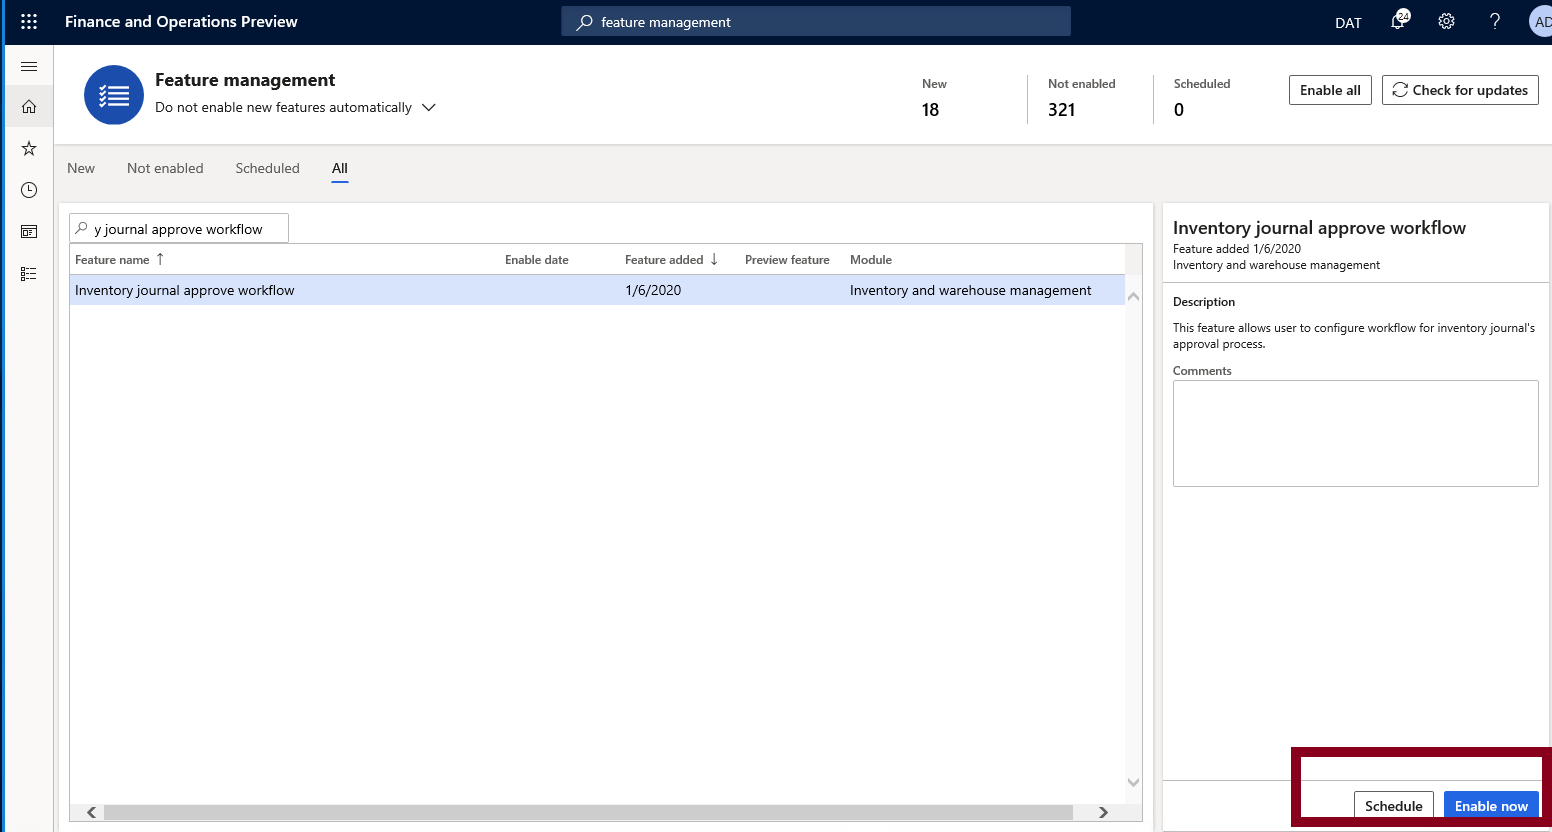 Finance and Operations Preview
feature management
DAT
24
?
AD
Feature management
Do not enable new features automatically
New
18
Not enabled
321
Scheduled
0
Enable all
Check for updates
New
Not enabled
Scheduled
All
y journal approve workflow
Feature name
Enable date
Feature added
Preview feature
Module
Inventory journal approve workflow
1/6/2020
Inventory and warehouse management
Inventory journal approve workflow
Feature added 1/6/2020
Inventory and warehouse management
Description
This feature allows user to configure workflow for inventory journal's
approval process.
Comments
Schedule
Enable now